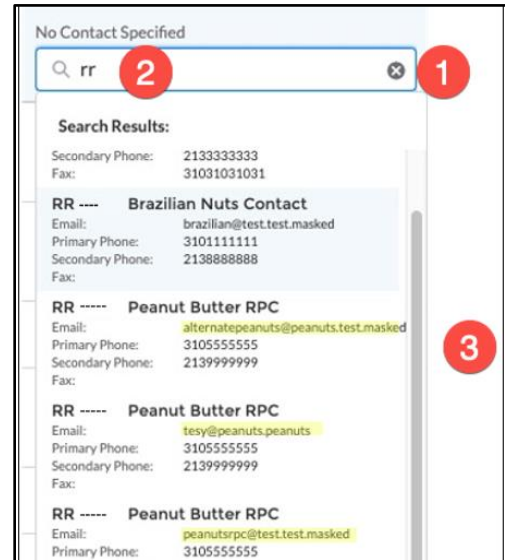 No Contact Specified
rr 2 1
Search Results:
Secondary Phone: 2133333333
Fax: 31031031031
RR ---- Brazilian Nuts Contact
Email: brazilian@test.test.masked
Primary Phone: 3101111111
Secondary Phone: 2138888888
Fax:
RR ----- Peanut Butter RPC
Email: alternatepeanuts@peanuts.test.masked
Primary Phone: 3105555555
3
Secondary Phone: 2139999999
Fax:
RR ----- Peanut Butter RPC
Email: tesy@peanuts.peanuts
Primary Phone: 3105555555
Secondary Phone: 2139999999
Fax:
RR ----- Peanut Butter RPC
Email: peanutsrpc@test.test.masked
Primary Phone: 3105555555